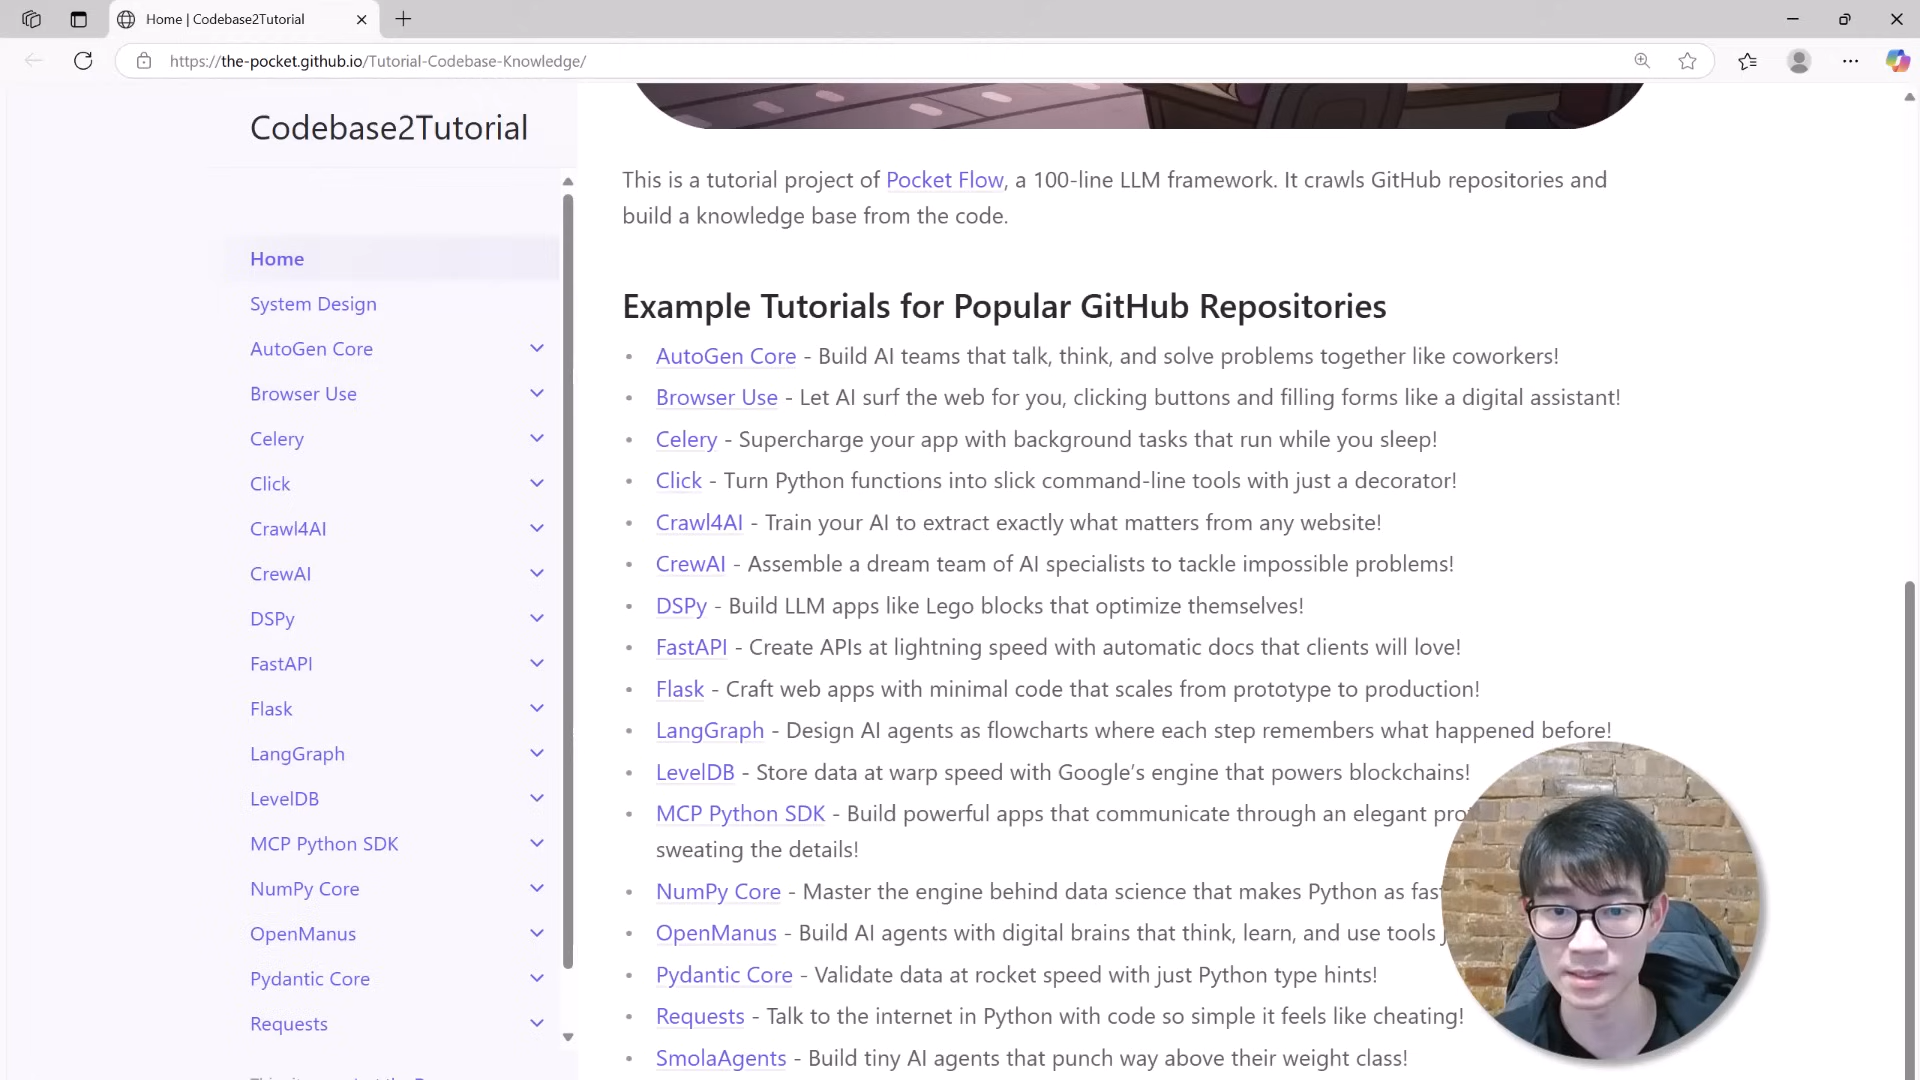 Home | Codebase2Tutorial
https://the-pocket.github.io/Tutorial-Codebase-Knowledge/
Codebase2Tutorial
Home
System Design
AutoGen Core
Browser Use
Celery
Click
Crawl4AI
CrewAI
DSPy
FastAPI
Flask
LangGraph
LevelDB
MCP Python SDK
NumPy Core
OpenManus
Pydantic Core
Requests
This is a tutorial project of Pocket Flow, a 100-line LLM framework. It crawls GitHub repositories and
build a knowledge base from the code.
Example Tutorials for Popular GitHub Repositories
• AutoGen Core - Build AI teams that talk, think, and solve problems together like coworkers!
• Browser Use - Let AI surf the web for you, clicking buttons and filling forms like a digital assistant!
• Celery - Supercharge your app with background tasks that run while you sleep!
• Click - Turn Python functions into slick command-line tools with just a decorator!
• Crawl4AI - Train your AI to extract exactly what matters from any website!
• CrewAI - Assemble a dream team of AI specialists to tackle impossible problems!
• DSPy - Build LLM apps like Lego blocks that optimize themselves!
• FastAPI - Create APIs at lightning speed with automatic docs that clients will love!
• Flask - Craft web apps with minimal code that scales from prototype to production!
• LangGraph - Design AI agents as flowcharts where each step remembers what happened before!
• LevelDB - Store data at warp speed with Google's engine that powers blockchains!
• MCP Python SDK - Build powerful apps that communicate through an elegant
sweating the details!
• NumPy Core - Master the engine behind data science that makes Python as
• OpenManus - Build AI agents with digital brains that think, learn, and use tools
• Pydantic Core - Validate data at rocket speed with just Python type hints!
• Requests - Talk to the internet in Python with code so simple it feels like cheating!
• SmolaAgents - Build tiny AI agents that punch way above their weight class!